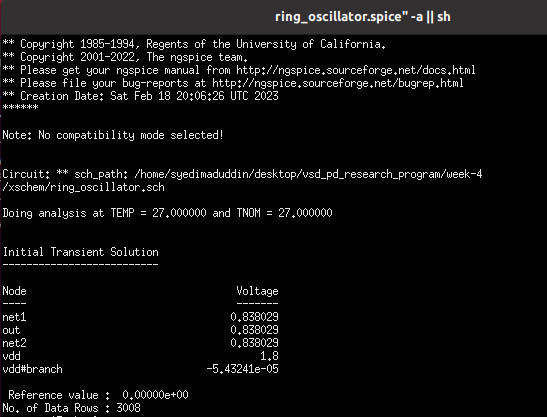 ring_oscillator.spice" -a || sh
** Copyright 1985-1994, Regents of the University of California.
** Copyright 2001-2022, The ngspice team.
** Please get your ngspice manual from http://ngspice.sourceforge.net/docs.html
** Please file your bug-reports at http://ngspice.sourceforge.net/bugrep.html
** Creation Date: Sat Feb 18 20:06:26 UTC 2023
******
Note: No compatibility mode selected!
Circuit: ** sch_path: /home/syedimaduddin/desktop/vsd_pd_research_program/week-4
/xschem/ring_oscillator.sch
Doing analysis at TEMP = 27.000000 and TNOM = 27.000000
Initial Transient Solution
--------------------------
Node Voltage
---- -------
net1 0.838029
out 0.838029
net2 0.838029
vdd 1.8
vdd#branch -5.43241e-05
Reference value : 0.00000e+00
No. of Data Rows : 3008